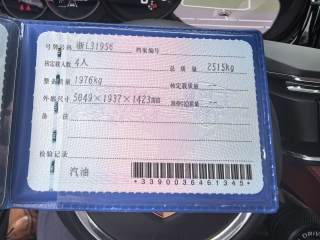 号牌号码 浙L31956 档案编号
核定载人数 4人 总质量 2515kg
整备质量 1976kg 核定载质量 --
外廓尺寸 5049×1937×1423mm 准牵引总质量 --
备注
检验记录
汽油
*3390036461345*